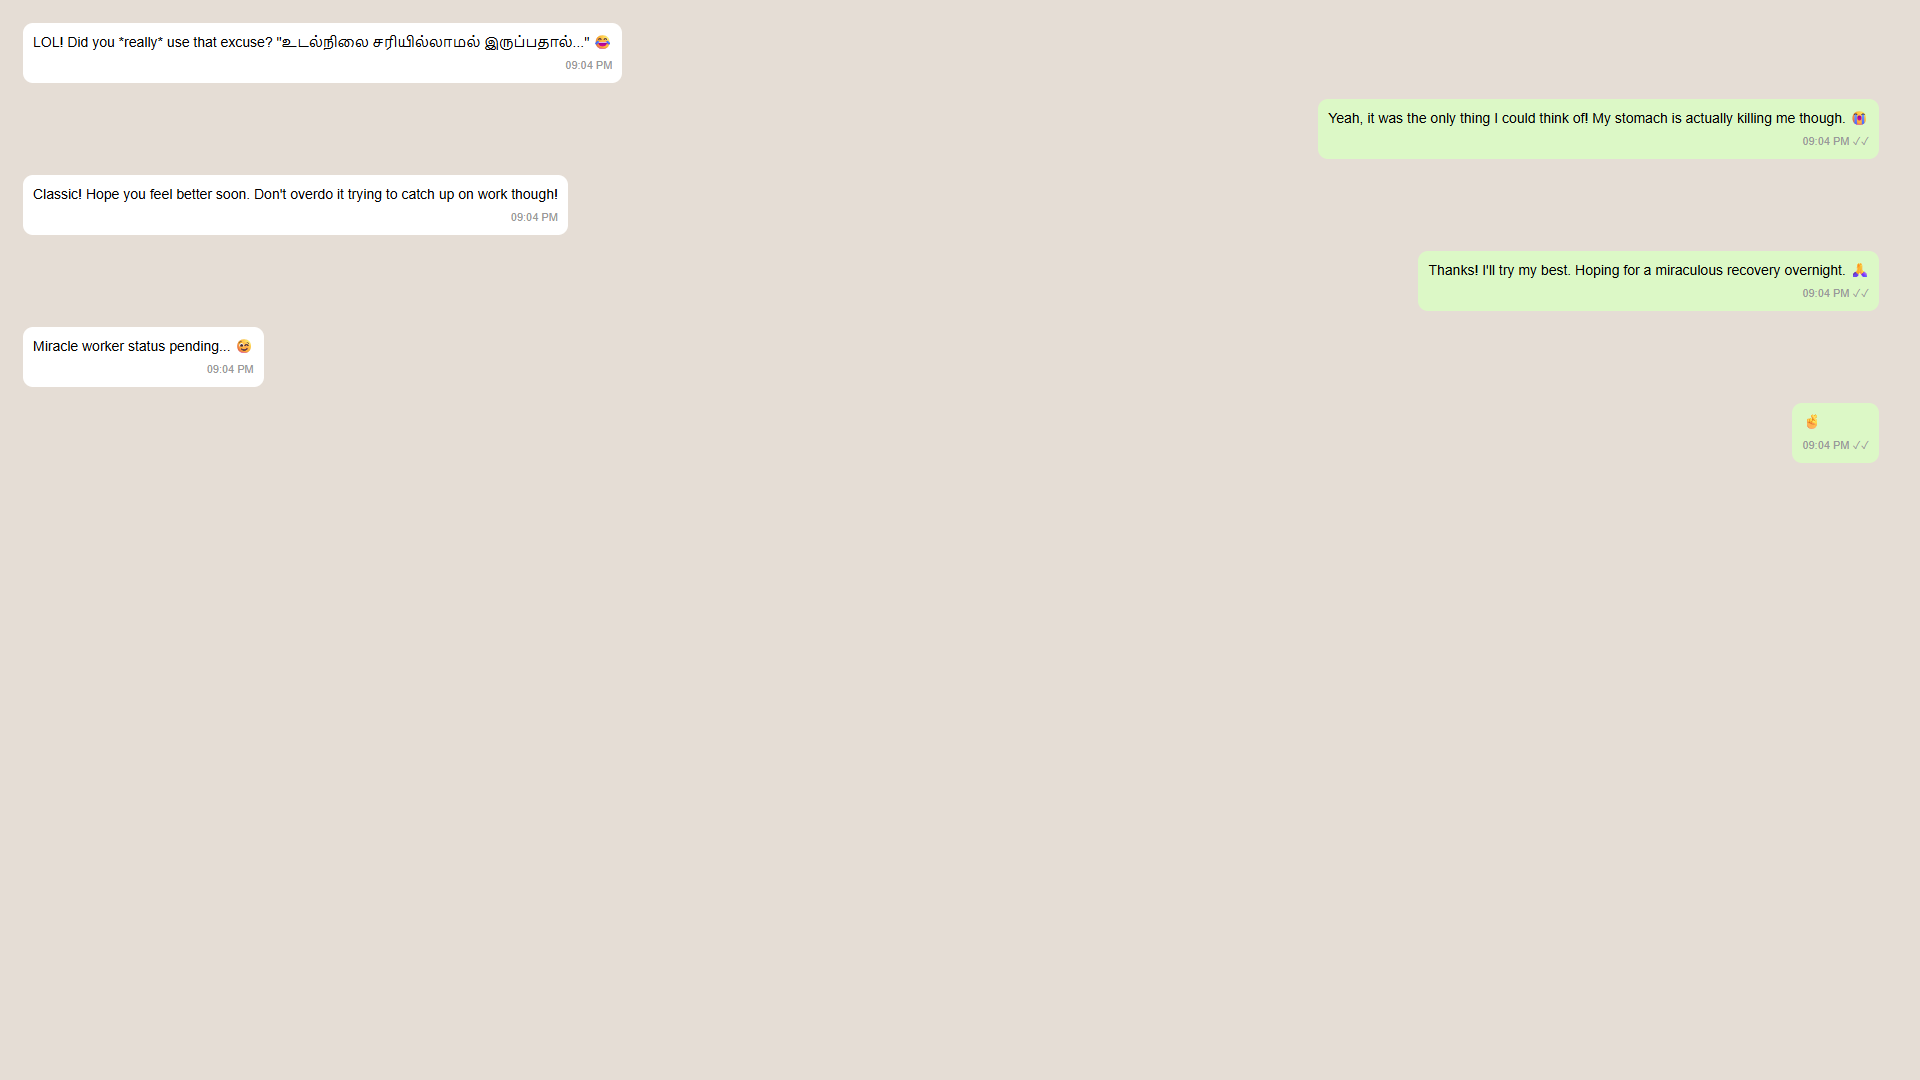 LOL! Did you *really* use that excuse? "உடல்நிலை சரியில்லாமல் இருப்பதால்..." 😂
09:04 PM
Yeah, it was the only thing I could think of! My stomach is actually killing me though. 😭
09:04 PM ✓✓
Classic! Hope you feel better soon. Don't overdo it trying to catch up on work though!
09:04 PM
Thanks! I'll try my best. Hoping for a miraculous recovery overnight. 🙏
09:04 PM ✓✓
Miracle worker status pending... 😉
09:04 PM
🤞
09:04 PM ✓✓